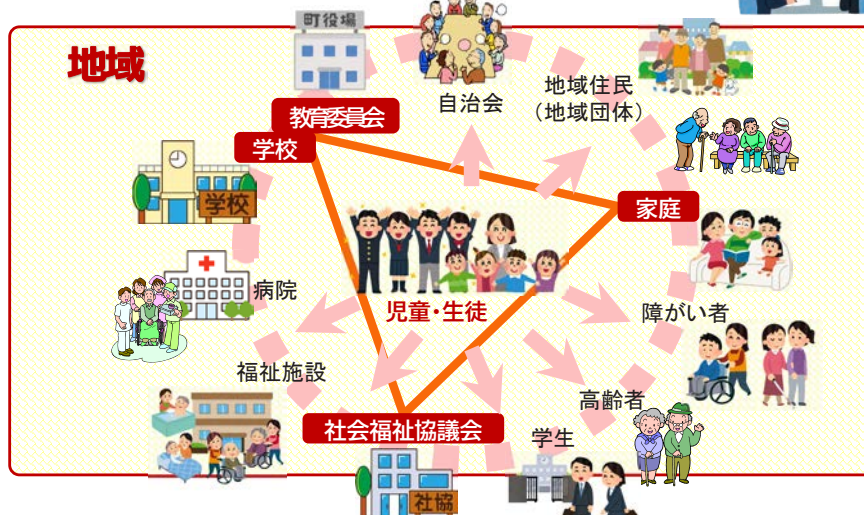 地域
町役場
教育委員会
学校
自治会
地域住民
(地域団体)
家庭
学校
病院
児童・生徒
障がい者
福祉施設
高齢者
社会福祉協議会
学生
社協